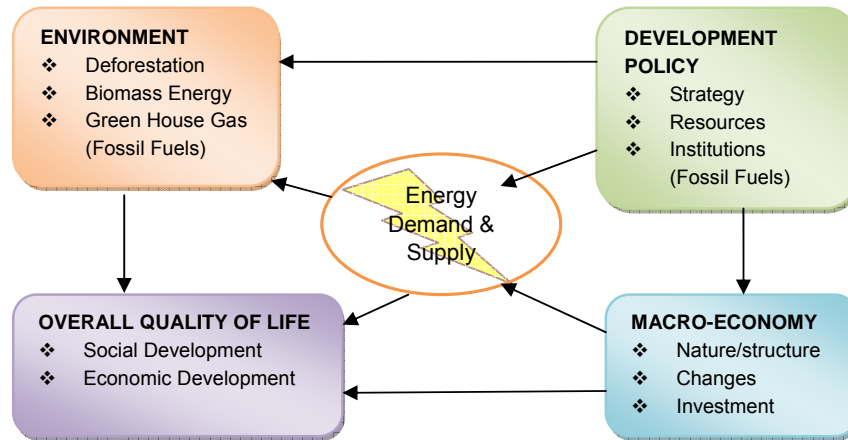 ENVIRONMENT
❖ Deforestation
❖ Biomass Energy
❖ Green House Gas
(Fossil Fuels)
DEVELOPMENT
POLICY
❖ Strategy
❖ Resources
❖ Institutions
(Fossil Fuels)
Energy
Demand &
Supply
OVERALL QUALITY OF LIFE
❖ Social Development
❖ Economic Development
MACRO-ECONOMY
❖ Nature/structure
❖ Changes
❖ Investment